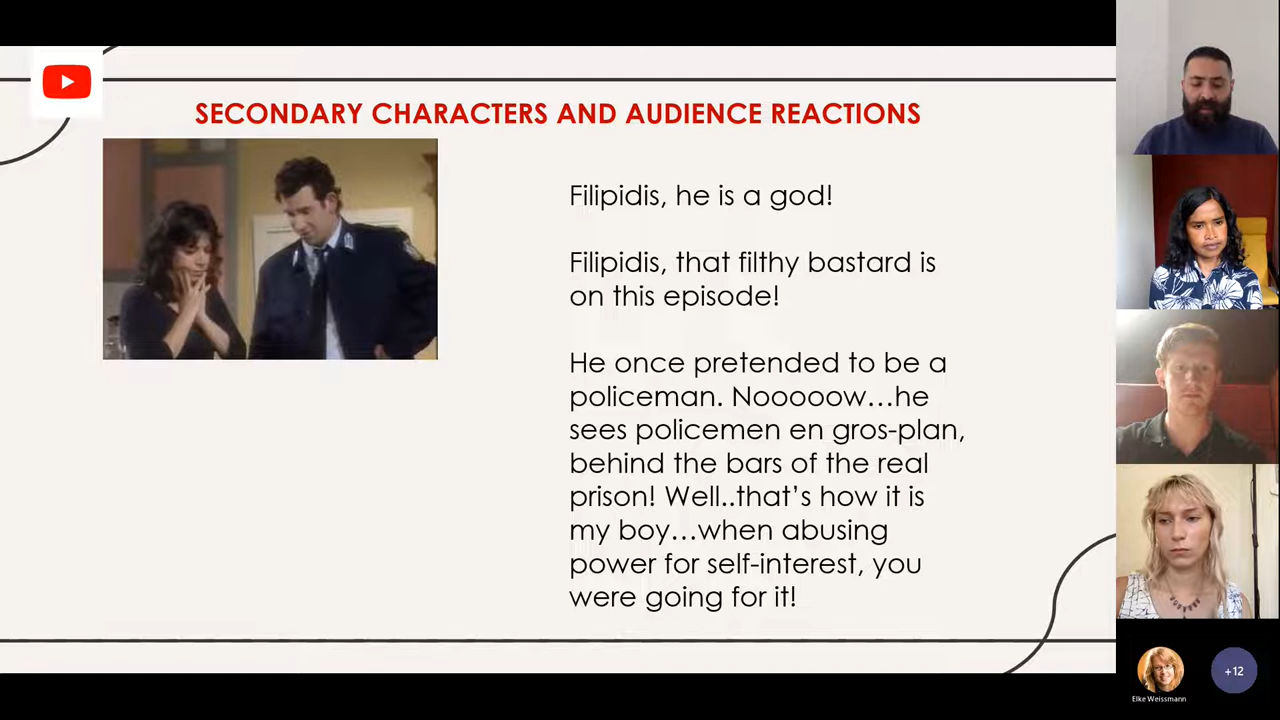 SECONDARY CHARACTERS AND AUDIENCE REACTIONS
Filipidis, he is a god!
Filipidis, that filthy bastard is
on this episode!
He once pretended to be a
policeman. Nooooow…he
sees policemen en gros-plan,
behind the bars of the real
prison! Well..that’s how it is
my boy…when abusing
power for self-interest, you
were going for it!
Elke Weissmann
+12